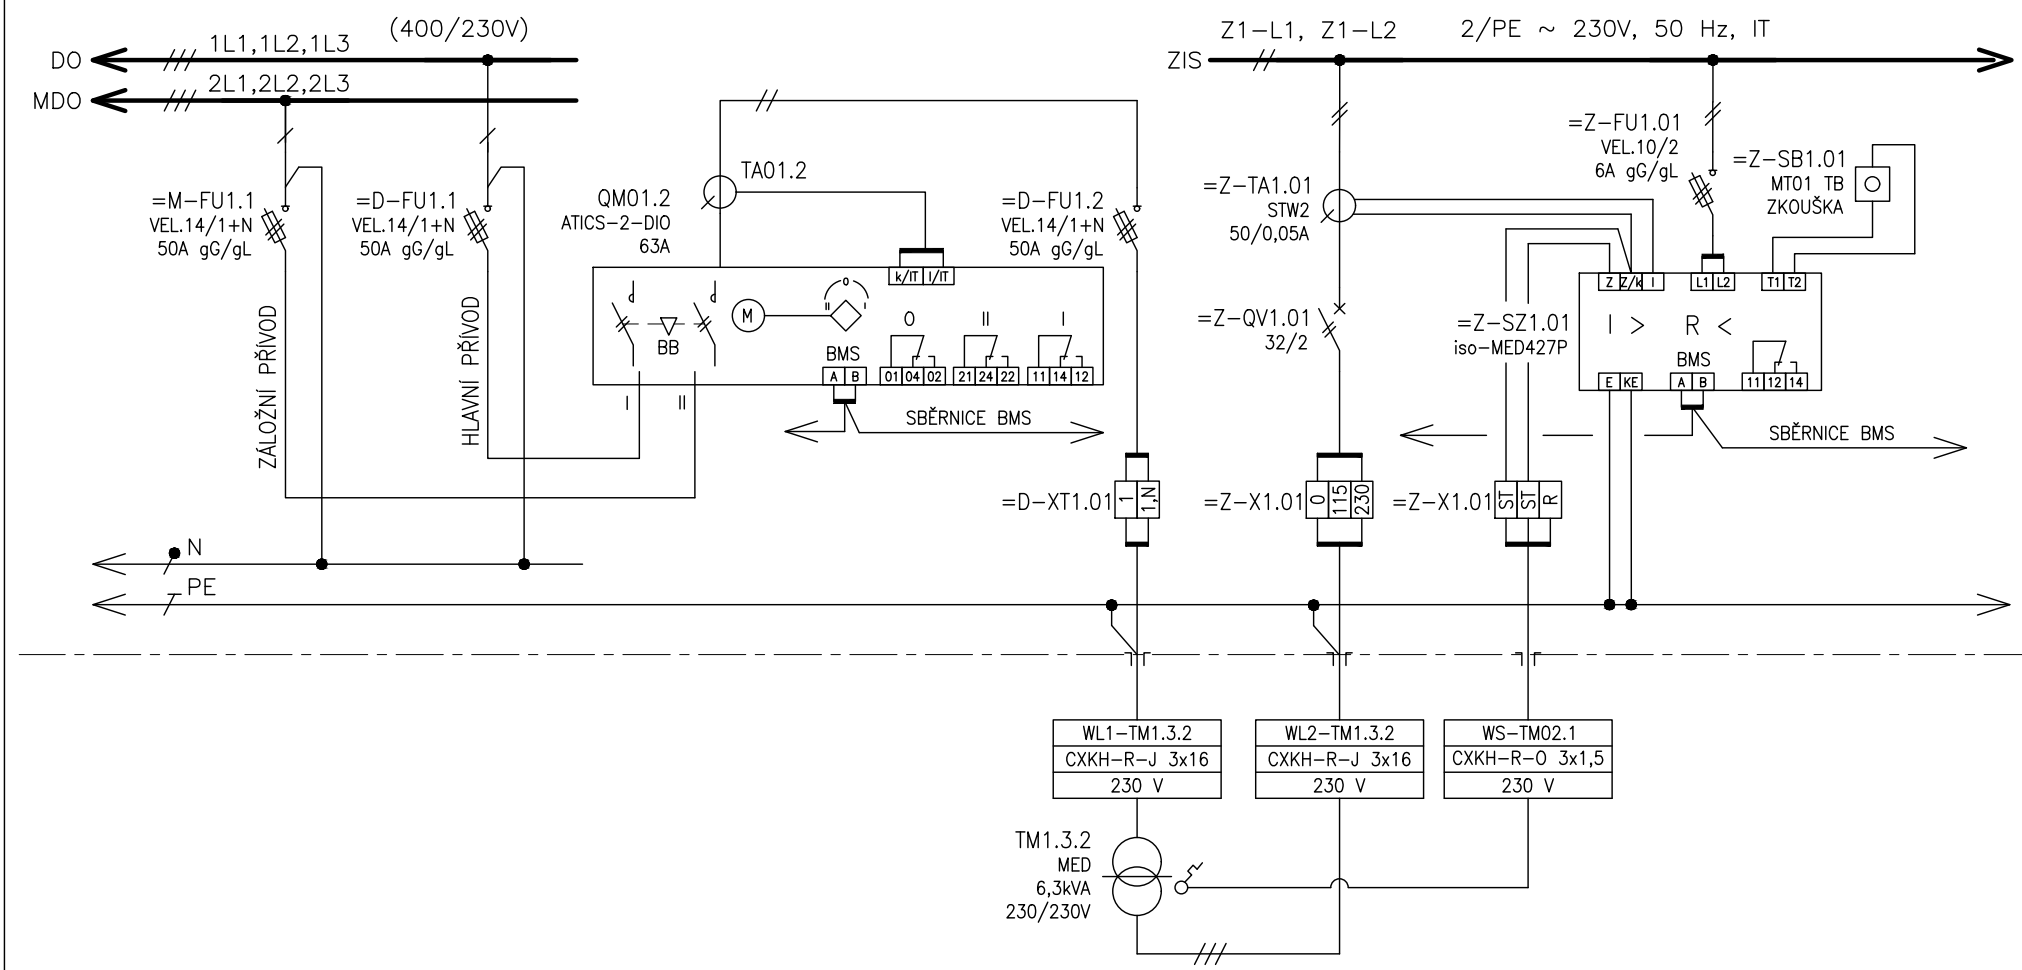 (400/230V)
DO
1L1,1L2,1L3
MDO
2L1,2L2,2L3
Z1-L1, Z1-L2
2/PE ~ 230V, 50 Hz, IT
ZIS
=M-FU1.1
VEL.14/1+N
50A gG/gL
=D-FU1.1
VEL.14/1+N
50A gG/gL
ZÁLOŽNÍ PŘÍVOD
HLAVNÍ PŘÍVOD
QM01.2
ATICS-2-DIO
63A
TA01.2
k/IT l/IT
BB
M
0
II
I
BMS
A B
0
01 04 02
II
21 24 22
I
11 14 12
I
II
SBĚRNICE BMS
=D-FU1.2
VEL.14/1+N
50A gG/gL
=Z-TA1.01
STW2
50/0,05A
=Z-QV1.01
32/2
=Z-FU1.01
VEL.10/2
6A gG/gL
=Z-SB1.01
MT01 TB
ZKOUŠKA
=Z-SZ1.01
iso-MED427P
Z Z/k l
L1 L2
T1 T2
I >
R <
BMS
E KE
A B
11 12 14
SBĚRNICE BMS
=D-XT1.01
1
1,N
=Z-X1.01
0
115
230
=Z-X1.01
ST
ST
R
N
PE
WL1-TM1.3.2
CXKH-R-J 3x16
230 V
WL2-TM1.3.2
CXKH-R-J 3x16
230 V
WS-TM02.1
CXKH-R-O 3x1,5
230 V
TM1.3.2
MED
6,3kVA
230/230V